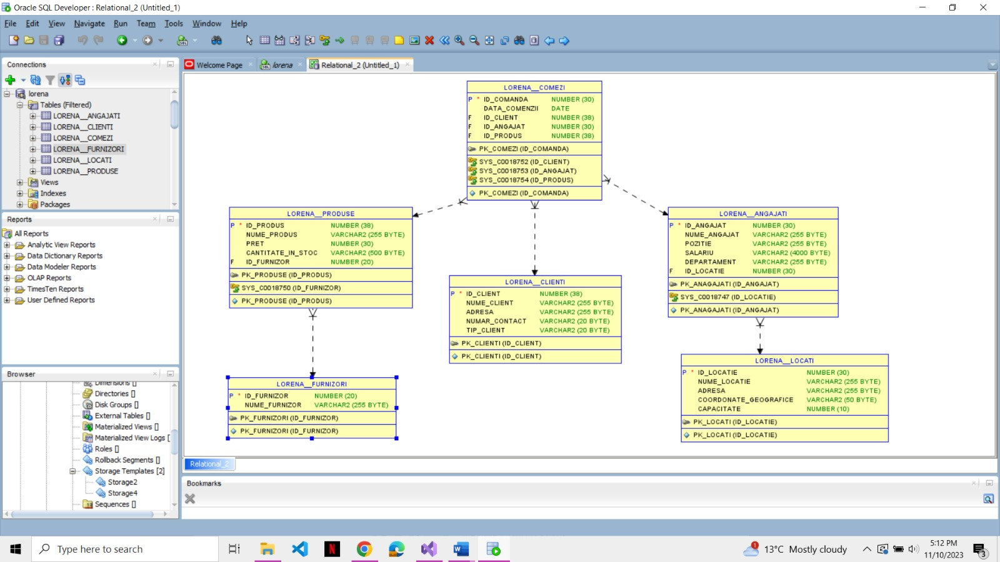 Oracle SQL Developer : Relational_2 (Untitled_1)
File Edit View Navigate Run Team Tools Window Help
Connections
lorena
Tables (Filtered)
LORENA__ANGAJATI
LORENA__CLIENTI
LORENA__COMEZI
LORENA__FURNIZORI
LORENA__LOCATI
LORENA__PRODUSE
Views
Indexes
Packages
Reports
All Reports
Analytic View Reports
Data Dictionary Reports
Data Modeler Reports
OLAP Reports
TimesTen Reports
User Defined Reports
Browser
Dimensions []
Directories []
Disk Groups []
External Tables []
Materialized Views []
Materialized View Logs [
Roles []
Rollback Segments []
Storage Templates [2]
Storage2
Storage4
Sequences []
Welcome Page lorena Relational_2 (Untitled_1)
LORENA__COMEZI
P * ID_COMANDA NUMBER (30)
DATA_COMENZII DATE
F ID_CLIENT NUMBER (38)
F ID_ANGAJAT NUMBER (30)
F ID_PRODUS NUMBER (38)
PK_COMEZI (ID_COMANDA)
SYS_C0018752 (ID_CLIENT)
SYS_C0018753 (ID_ANGAJAT)
SYS_C0018754 (ID_PRODUS)
PK_COMEZI (ID_COMANDA)
LORENA__PRODUSE
P * ID_PRODUS NUMBER (38)
NUME_PRODUS VARCHAR2 (255 BYTE)
PRET NUMBER (30)
CANTITATE_IN_STOC VARCHAR2 (500 BYTE)
F ID_FURNIZOR NUMBER (20)
PK_PRODUSE (ID_PRODUS)
SYS_C0018750 (ID_FURNIZOR)
PK_PRODUSE (ID_PRODUS)
LORENA__CLIENTI
P * ID_CLIENT NUMBER (38)
NUME_CLIENT VARCHAR2 (255 BYTE)
ADRESA VARCHAR2 (255 BYTE)
NUMAR_CONTACT VARCHAR2 (20 BYTE)
TIP_CLIENT VARCHAR2 (20 BYTE)
PK_CLIENTI (ID_CLIENT)
PK_CLIENTI (ID_CLIENT)
LORENA__ANGAJATI
P * ID_ANGAJAT NUMBER (30)
NUME_ANGAJAT VARCHAR2 (255 BYTE)
POZITIE VARCHAR2 (255 BYTE)
SALARIU VARCHAR2 (4000 BYTE)
DEPARTAMENT VARCHAR2 (255 BYTE)
F ID_LOCATIE NUMBER (30)
PK_ANAGAJATI (ID_ANGAJAT)
SYS_C0018747 (ID_LOCATIE)
PK_ANAGAJATI (ID_ANGAJAT)
LORENA__FURNIZORI
P * ID_FURNIZOR NUMBER (20)
NUME_FURNIZOR VARCHAR2 (255 BYTE)
PK_FURNIZORI (ID_FURNIZOR)
PK_FURNIZORI (ID_FURNIZOR)
LORENA__LOCATI
P * ID_LOCATIE NUMBER (30)
NUME_LOCATIE VARCHAR2 (255 BYTE)
ADRESA VARCHAR2 (255 BYTE)
COORDONATE_GEOGRAFICE VARCHAR2 (50 BYTE)
CAPACITATE NUMBER (10)
PK_LOCATI (ID_LOCATIE)
PK_LOCATI (ID_LOCATIE)
Relational_2
Bookmarks
Type here to search
1
13°C Mostly cloudy
5:12 PM
11/10/2023
3